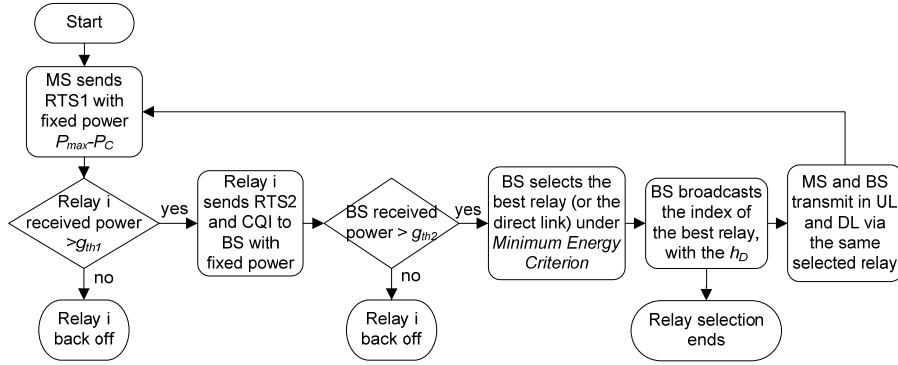 Start
MS sends
RTS1 with
fixed power
Pmax-PC
Relay i
received power
>gth1
yes
no
Relay i
back off
Relay i
sends RTS2
and CQI to
BS with
fixed power
BS received
power > gth2
yes
no
Relay i
back off
BS selects the
best relay (or the
direct link) under
Minimum Energy
Criterion
BS broadcasts
the index of
the best relay,
with the hD
Relay selection
ends
MS and BS
transmit in UL
and DL via
the same
selected relay